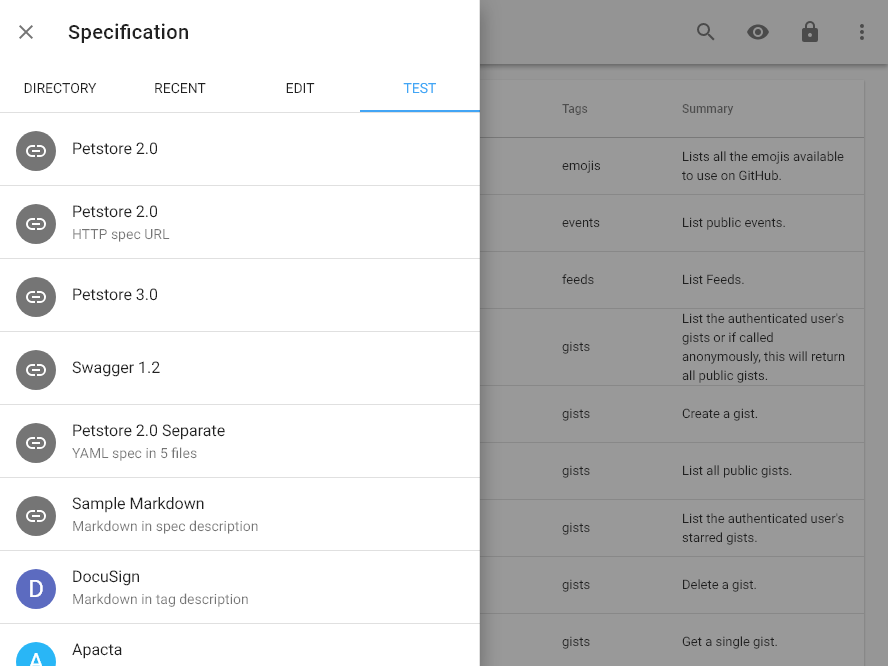 Specification
DIRECTORY RECENT EDIT TEST
Petstore 2.0
Petstore 2.0
HTTP spec URL
Petstore 3.0
Swagger 1.2
Petstore 2.0 Separate
YAML spec in 5 files
Sample Markdown
Markdown in spec description
D
DocuSign
Markdown in tag description
A
Apacta
Tags Summary
emojis
Lists all the emojis available
to use on GitHub.
events
List public events.
feeds
List Feeds.
gists
List the authenticated user's
gists or if called
anonymously, this will return
all public gists.
gists
Create a gist.
gists
List all public gists.
gists
List the authenticated user's
starred gists.
gists
Delete a gist.
gists
Get a single gist.